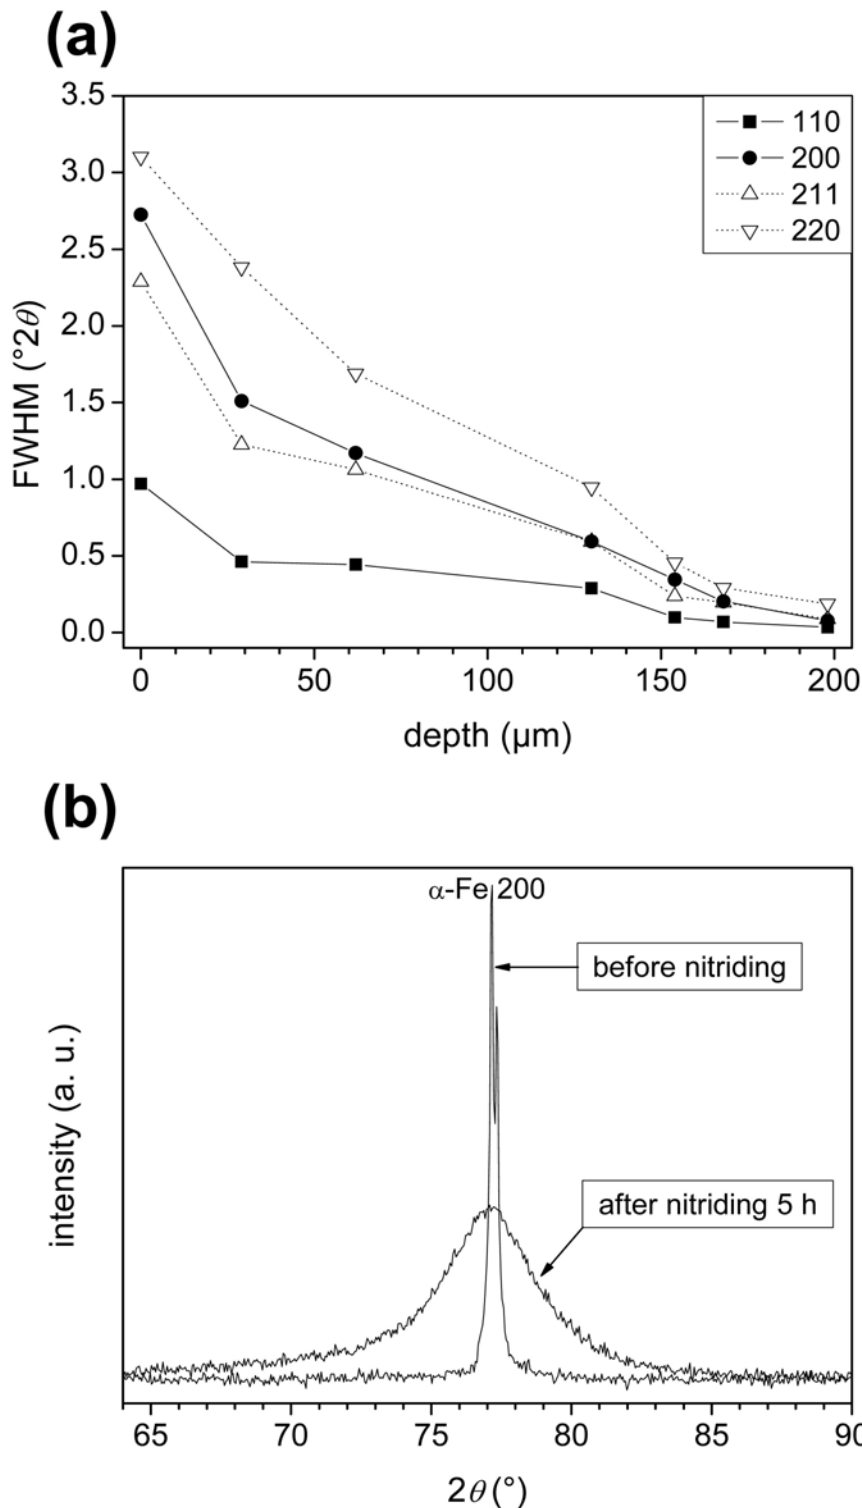 (a)
3.5
3.0
2.5
2.0
1.5
1.0
0.5
0.0
FWHM (°2θ)
110
200
211
220
0
50
100
150
200
depth (µm)
(b)
α-Fe 200
before nitriding
after nitriding 5 h
intensity (a. u.)
65
70
75
80
85
90
2θ (°)